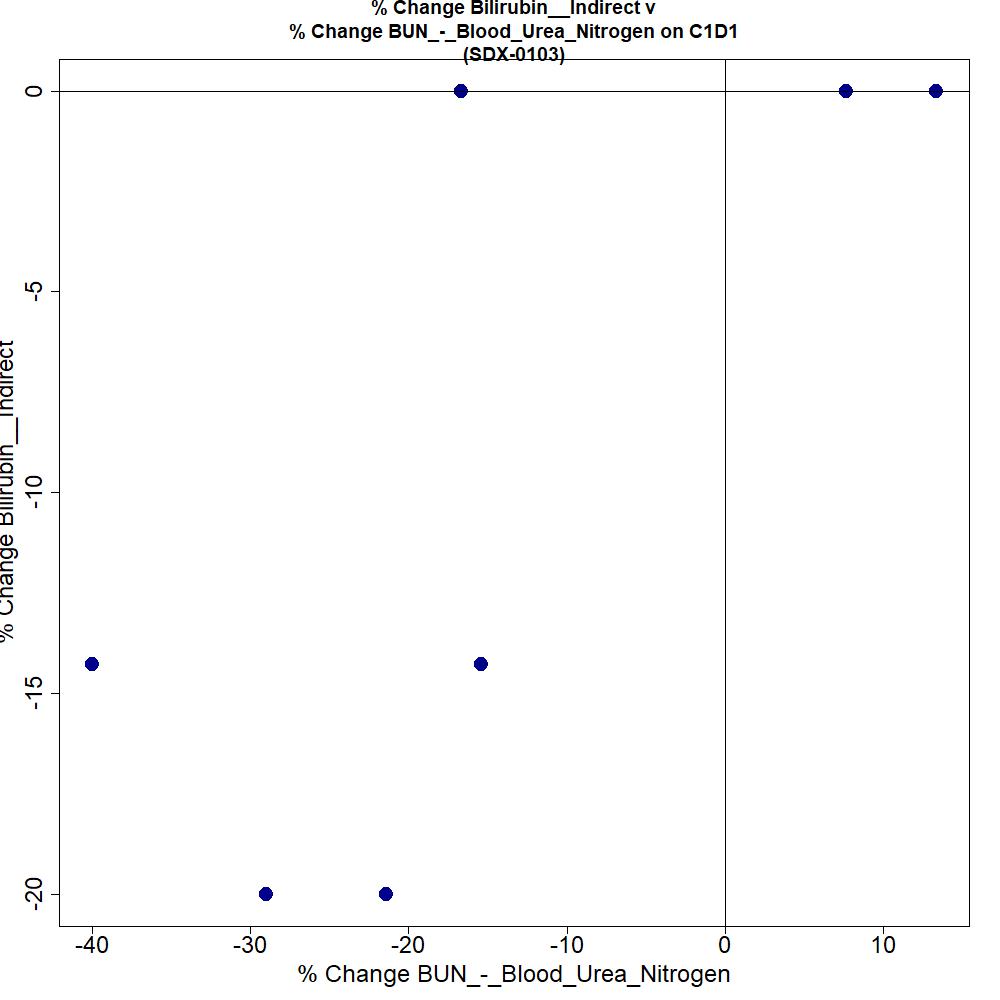 % Change Bilirubin__Indirect v
% Change BUN_-_Blood_Urea_Nitrogen on C1D1
(SDX-0103)
0
-5
-10
-15
-20
% Change Bilirubin__Indirect
-40
-30
-20
-10
0
10
% Change BUN_-_Blood_Urea_Nitrogen